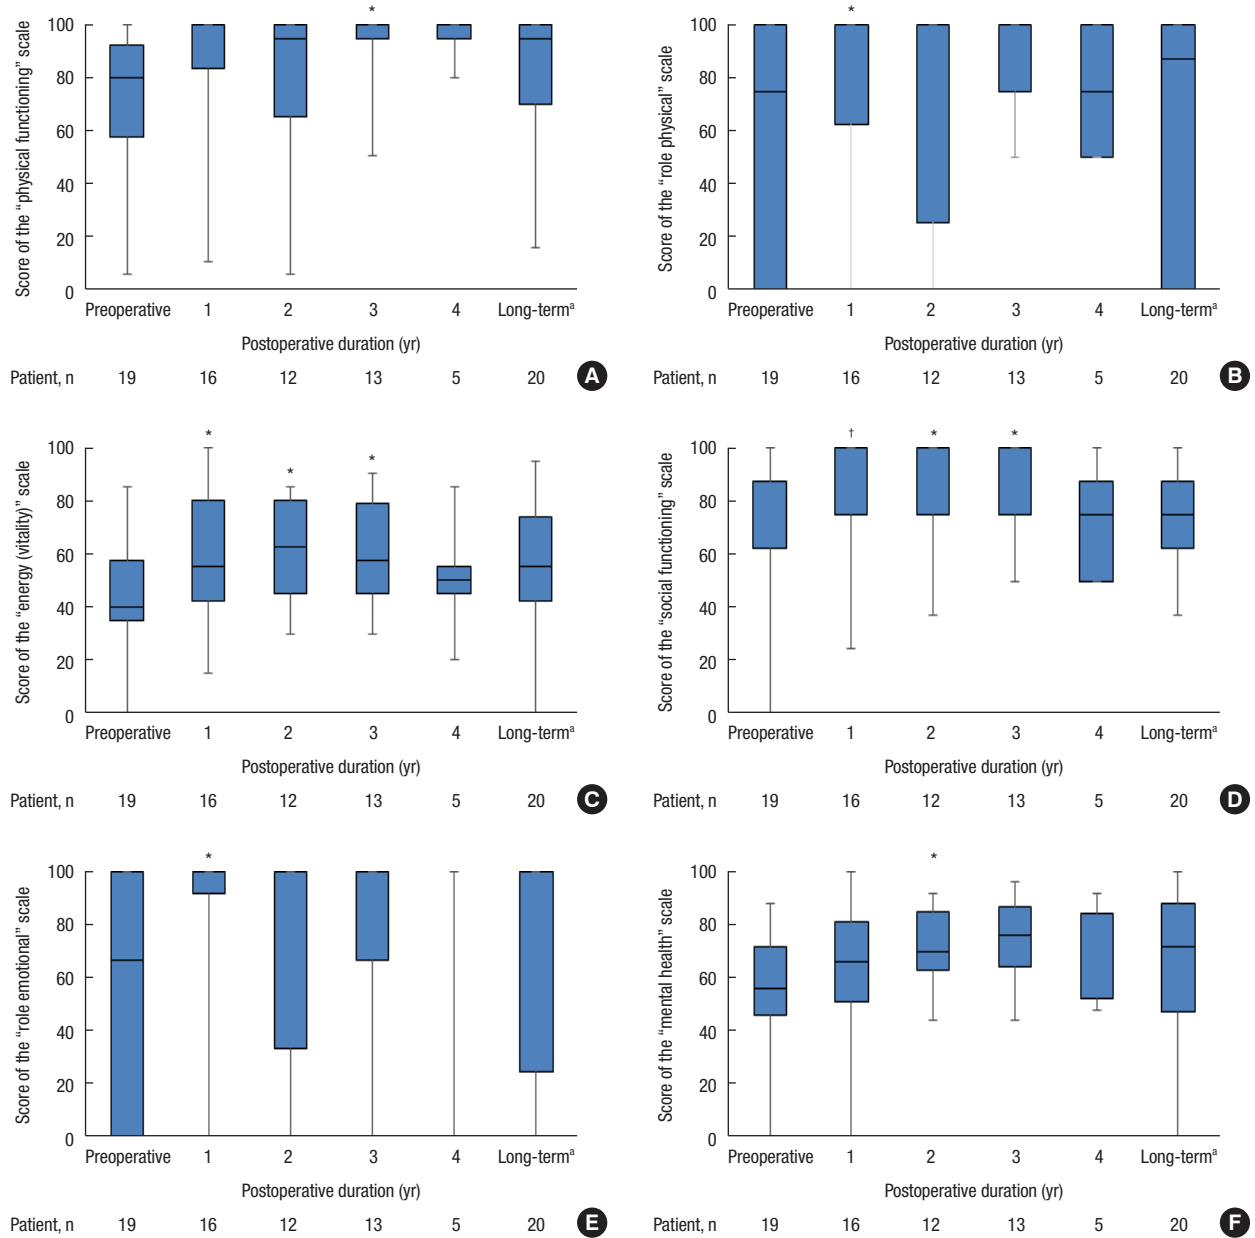 Score of the “physical functioning” scale
*
100
80
60
40
20
0
Preoperative 1 2 3 4 Long-termᵃ
Postoperative duration (yr)
Patient, n 19 16 12 13 5 20 A
Score of the “role physical” scale
*
100
80
60
40
20
0
Preoperative 1 2 3 4 Long-termᵃ
Postoperative duration (yr)
Patient, n 19 16 12 13 5 20 B
Score of the “energy (vitality)” scale
* * *
100
80
60
40
20
0
Preoperative 1 2 3 4 Long-termᵃ
Postoperative duration (yr)
Patient, n 19 16 12 13 5 20 C
Score of the “social functioning” scale
† * *
100
80
60
40
20
0
Preoperative 1 2 3 4 Long-termᵃ
Postoperative duration (yr)
Patient, n 19 16 12 13 5 20 D
Score of the “role emotional” scale
*
100
80
60
40
20
0
Preoperative 1 2 3 4 Long-termᵃ
Postoperative duration (yr)
Patient, n 19 16 12 13 5 20 E
Score of the “mental health” scale
*
100
80
60
40
20
0
Preoperative 1 2 3 4 Long-termᵃ
Postoperative duration (yr)
Patient, n 19 16 12 13 5 20 F